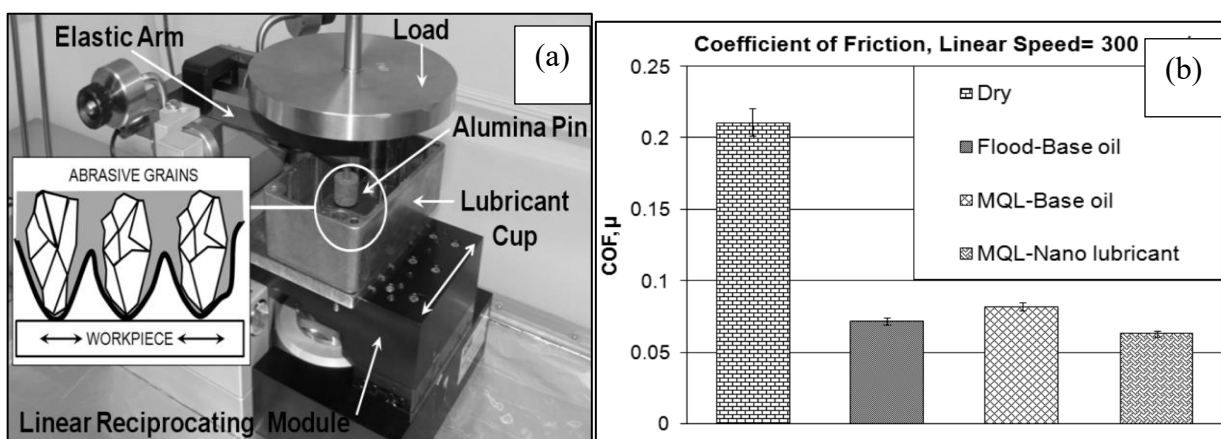 Elastic Arm
Load
(a)
Alumina Pin
ABRASIVE GRAINS
Lubricant
Cup
WORKPIECE
Linear Reciprocating Module
Coefficient of Friction, Linear Speed= 300
(b)
0.25
0.2
0.15
0.1
0.05
0
COF, µ
Dry
Flood-Base oil
MQL-Base oil
MQL-Nano lubricant